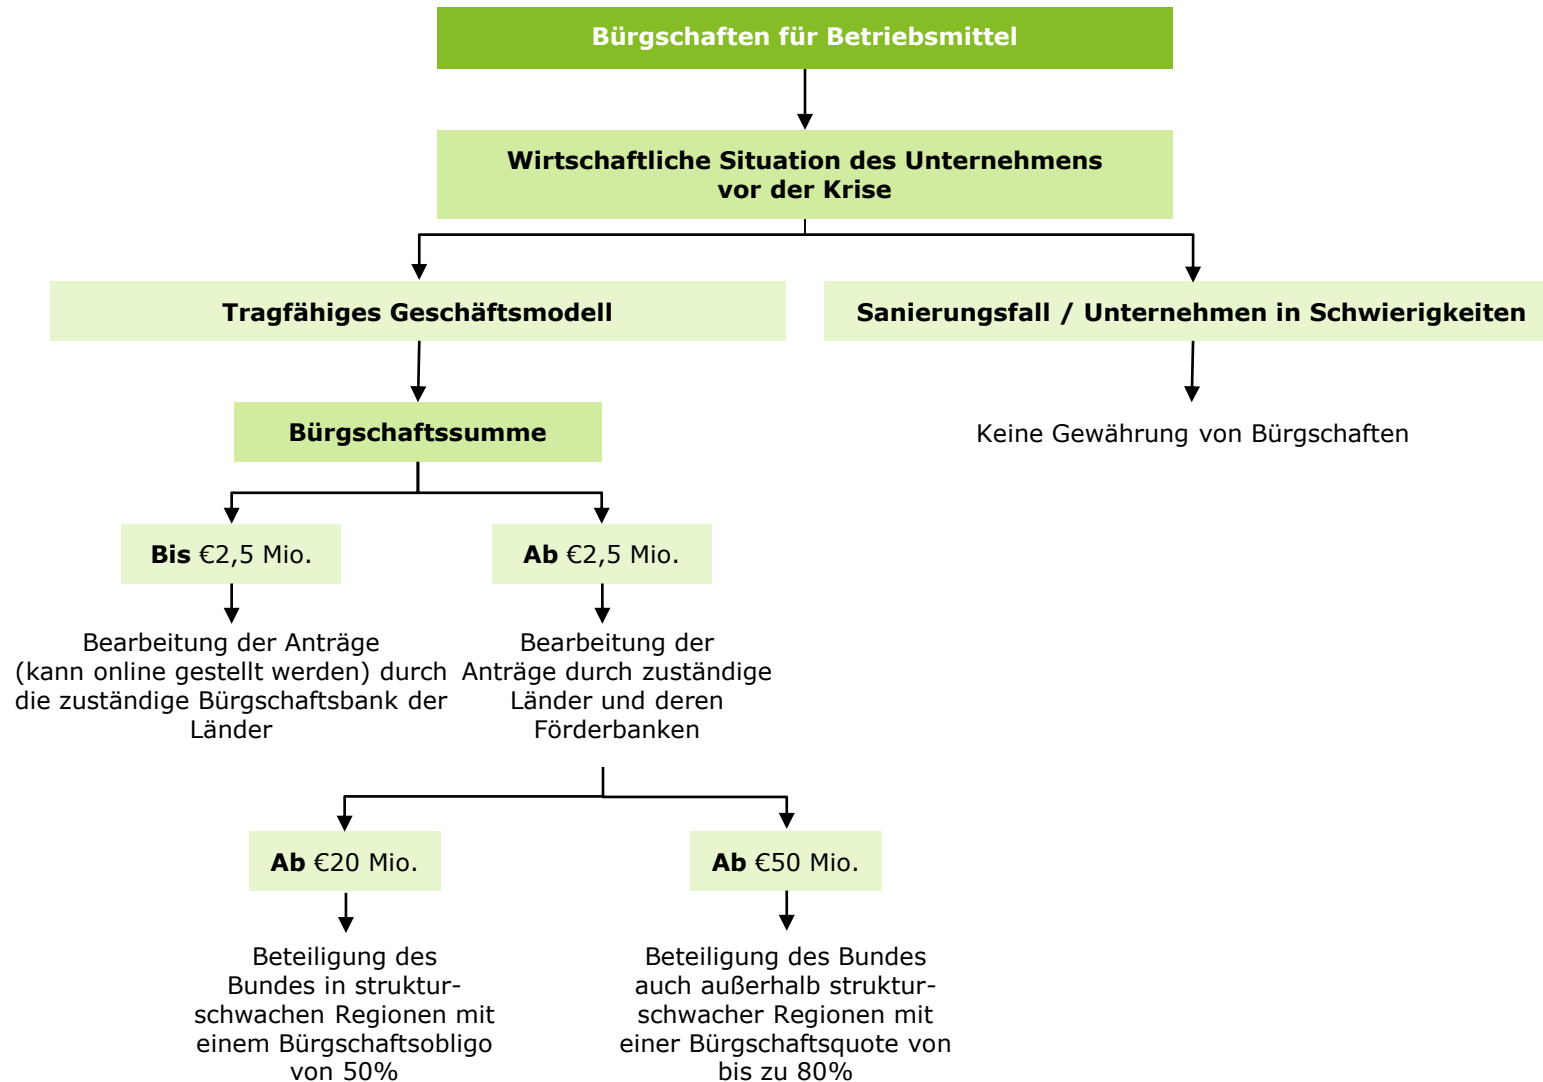 Bürgschaften für Betriebsmittel
Wirtschaftliche Situation des Unternehmens
vor der Krise
Tragfähiges Geschäftsmodell
Sanierungsfall / Unternehmen in Schwierigkeiten
Bürgschaftssumme
Keine Gewährung von Bürgschaften
Bis €2,5 Mio.
Ab €2,5 Mio.
Bearbeitung der Anträge
(kann online gestellt werden) durch
die zuständige Bürgschaftsbank der
Länder
Bearbeitung der
Anträge durch zuständige
Länder und deren
Förderbanken
Ab €20 Mio.
Ab €50 Mio.
Beteiligung des
Bundes in struktur-
schwachen Regionen mit
einem Bürgschaftsobligo
von 50%
Beteiligung des Bundes
auch außerhalb struktur-
schwacher Regionen mit
einer Bürgschaftsquote von
bis zu 80%